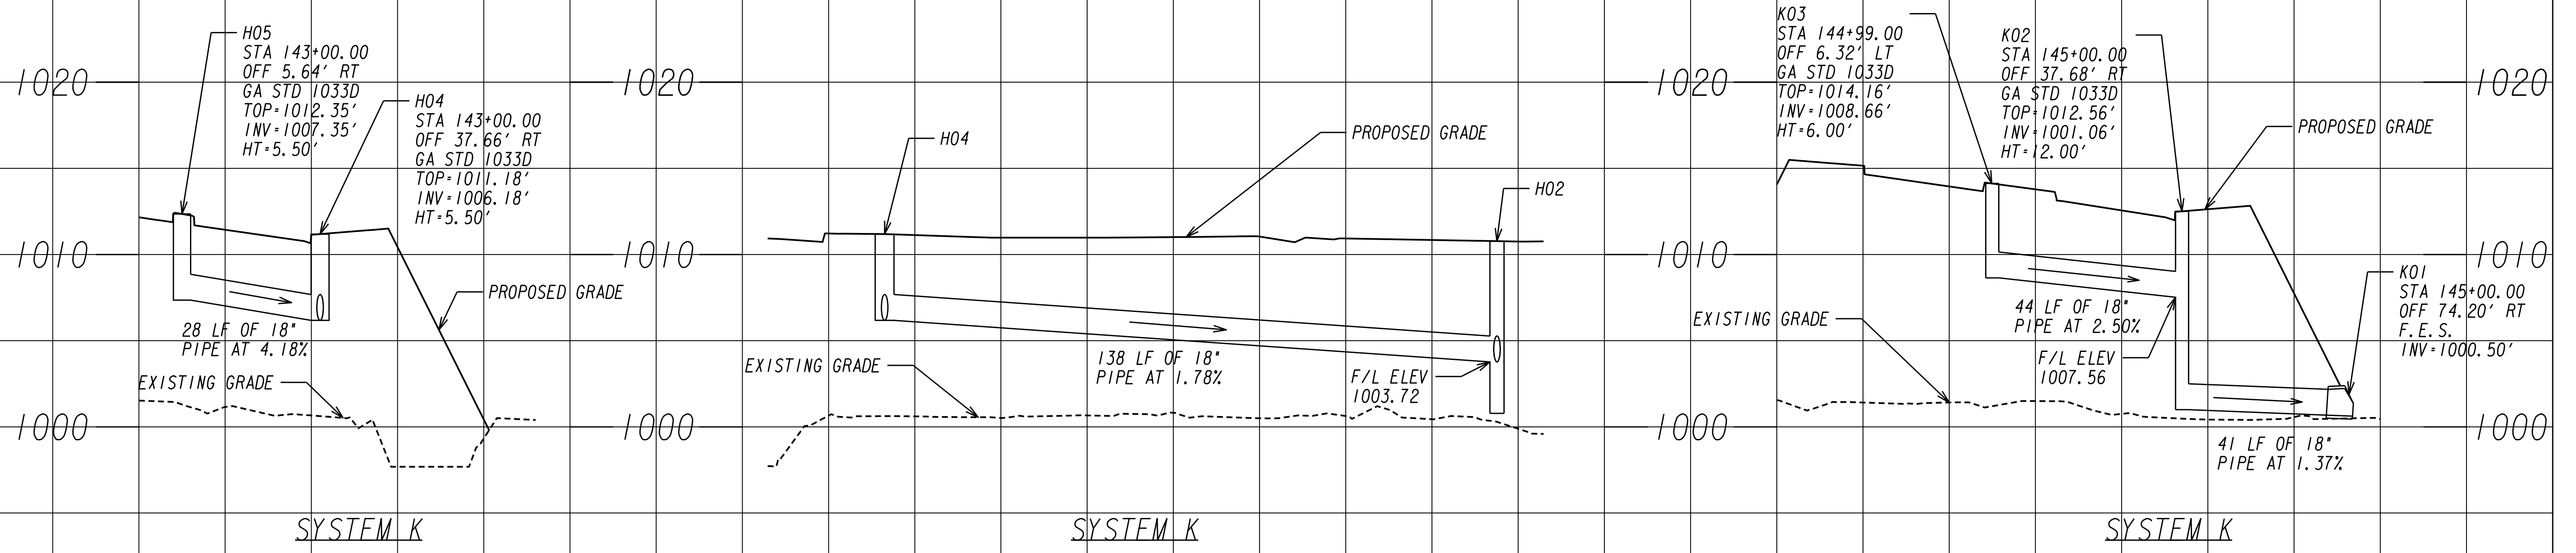 H05
STA 143+00.00
OFF 5.64' RT
GA STD 1033D
TOP=1012.35'
INV=1007.35'
HT=5.50'
H04
STA 143+00.00
OFF 37.66' RT
GA STD 1033D
TOP=1011.18'
INV=1006.18'
HT=5.50'
1020
1010
1000
PROPOSED GRADE
28 LF OF 18"
PIPE AT 4.18%
EXISTING GRADE
SYSTEM K
1020
1010
1000
H04
PROPOSED GRADE
H02
EXISTING GRADE
138 LF OF 18"
PIPE AT 1.78%
F/L ELEV
1003.72
SYSTEM K
1020
1010
1000
K03
STA 144+99.00
OFF 6.32' LT
GA STD 1033D
TOP=1014.16'
INV=1008.66'
HT=6.00'
K02
STA 145+00.00
OFF 37.68' RT
GA STD 1033D
TOP=1012.56'
INV=1001.06'
HT=12.00'
PROPOSED GRADE
K01
STA 145+00.00
OFF 74.20' RT
F.E.S.
INV=1000.50'
EXISTING GRADE
44 LF OF 18"
PIPE AT 2.50%
F/L ELEV
1007.56
41 LF OF 18"
PIPE AT 1.37%
1020
1010
1000
SYSTEM K